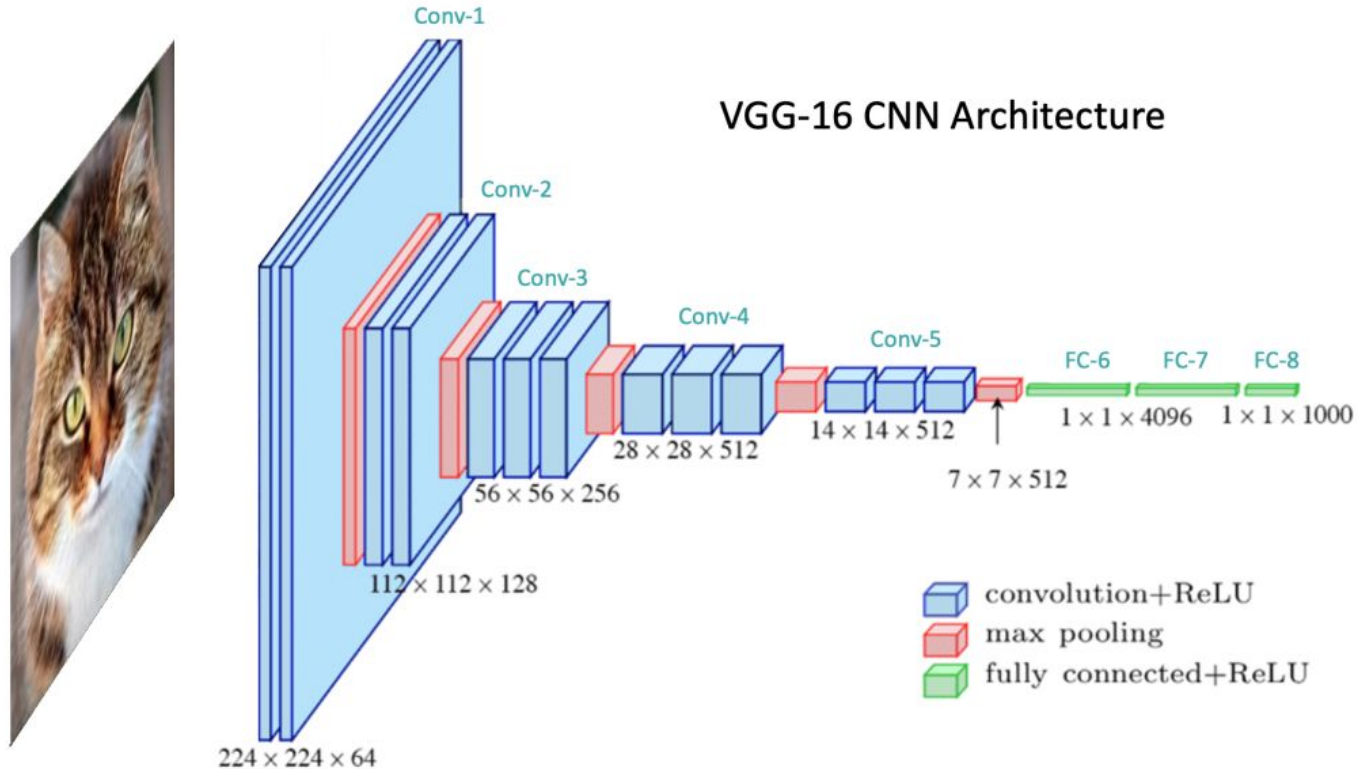 Conv-1
VGG-16 CNN Architecture
Conv-2
Conv-3
Conv-4
Conv-5
FC-6
FC-7
FC-8
1 × 1 × 4096
1 × 1 × 1000
14 × 14 × 512
28 × 28 × 512
7 × 7 × 512
56 × 56 × 256
112 × 112 × 128
convolution+ReLU
max pooling
fully connected+ReLU
224 × 224 × 64